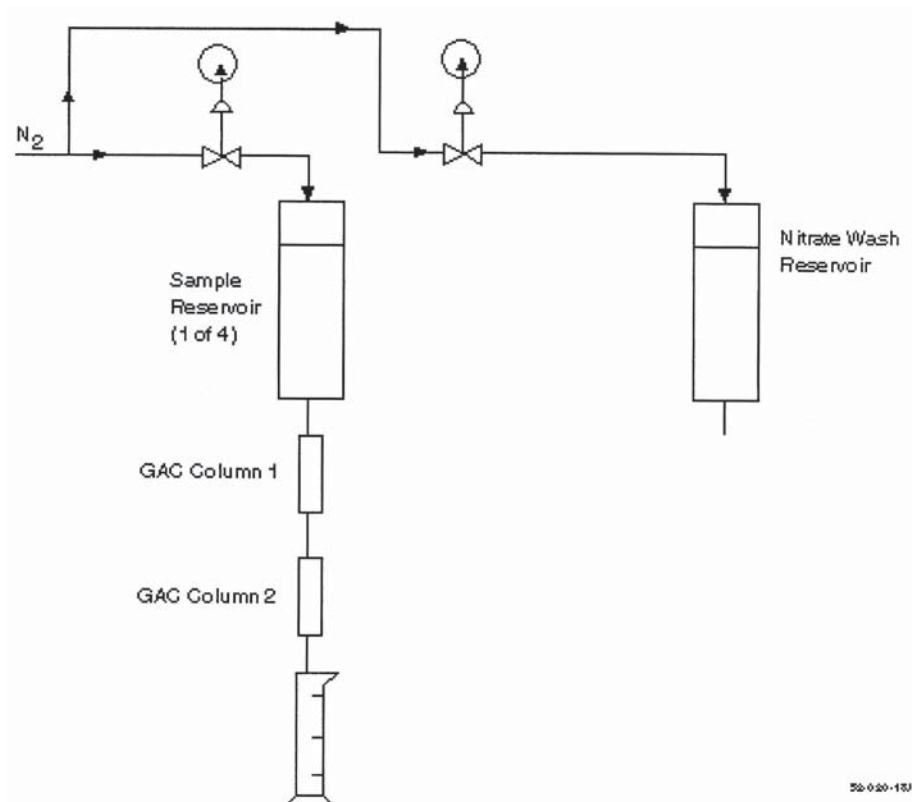 N2
Nitrate Wash
Reservoir
Sample
Reservoir
(1 of 4)
GAC Column 1
GAC Column 2